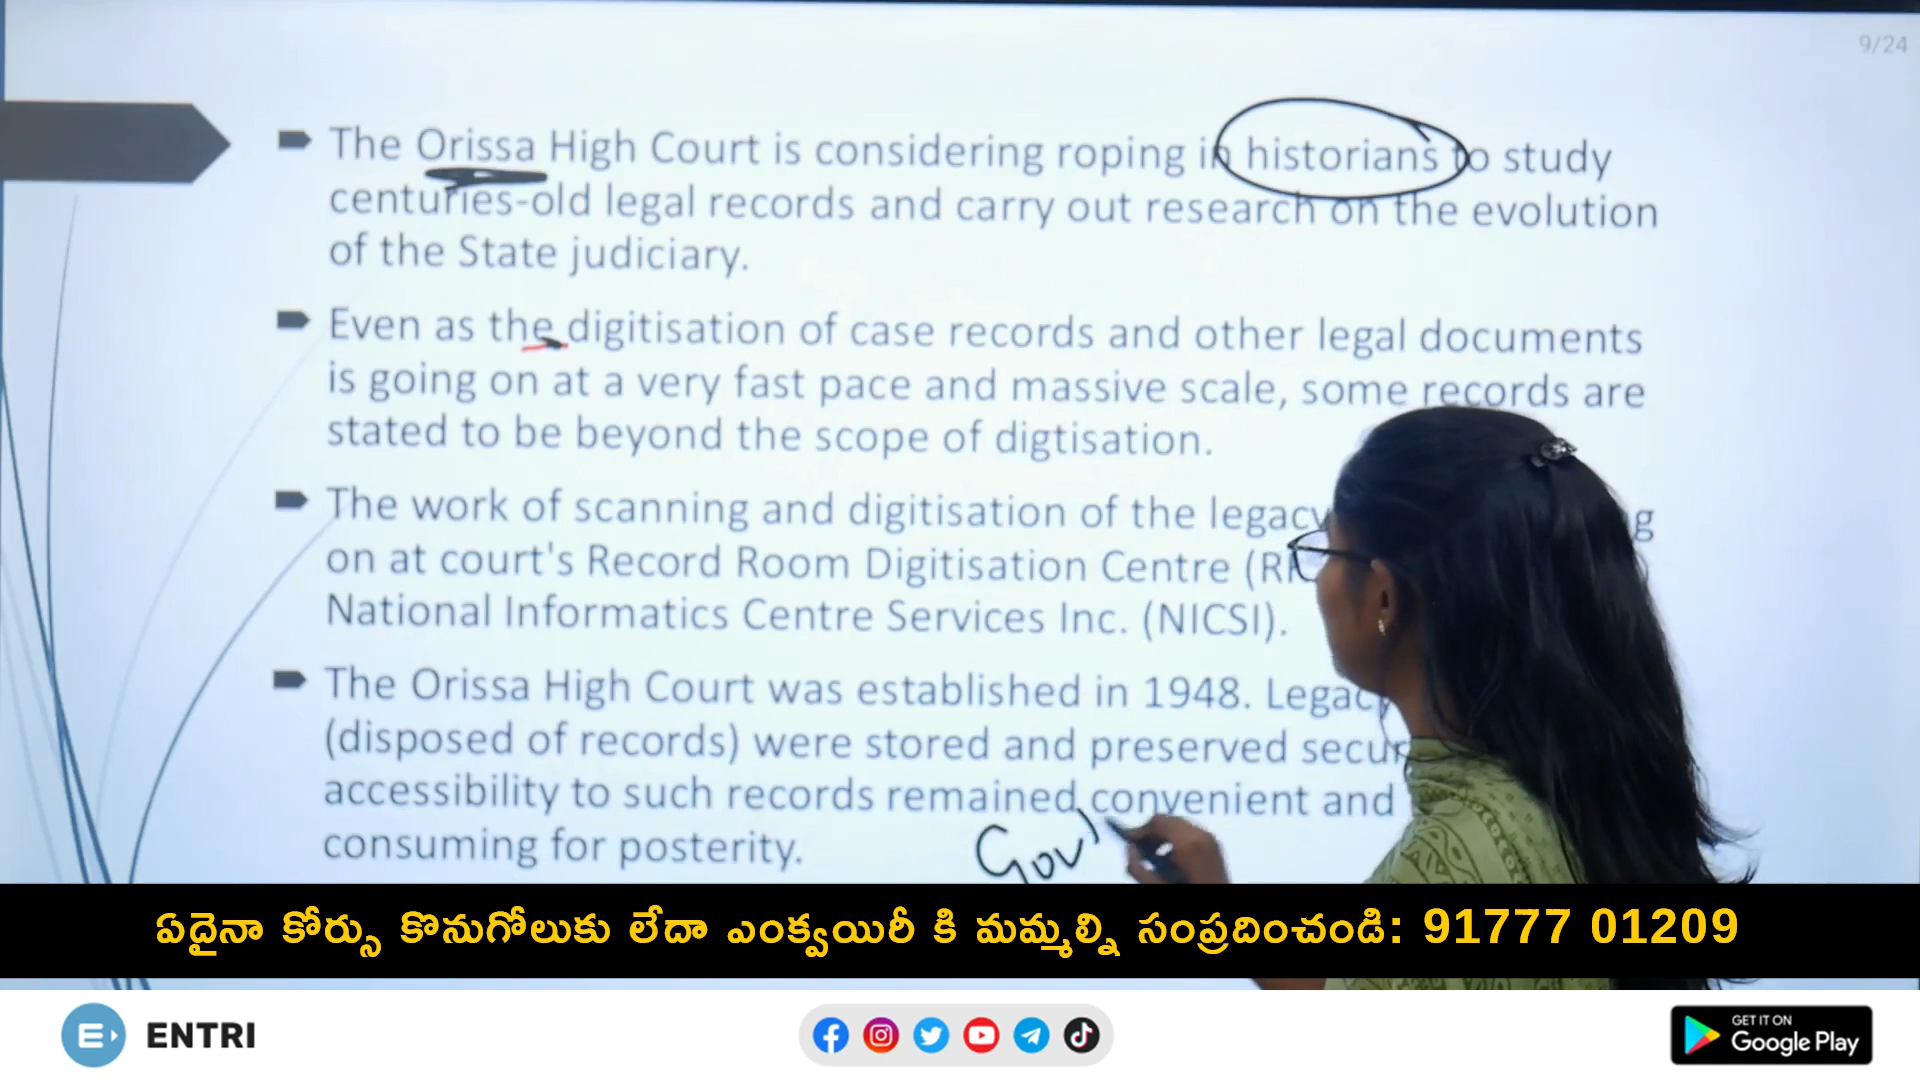 9/24
The Orissa High Court is considering roping in historians to study
centuries-old legal records and carry out research on the evolution
of the State judiciary.
Even as the digitisation of case records and other legal documents
is going on at a very fast pace and massive scale, some records are
stated to be beyond the scope of digtisation.
The work of scanning and digitisation of the legacy
on at court's Record Room Digitisation Centre
National Informatics Centre Services Inc. (NICSI).
The Orissa High Court was established in 1948.
(disposed of records) were stored and preserved
accessibility to such records remained convenient and
consuming for posterity.
Gov
ఏదైనా కోర్సు కొనుగోలుకు లేదా ఎంక్వయిరీ కి మమ్మల్ని సంప్రదించండి: 91777 01209
ENTRI
GET IT ON
Google Play